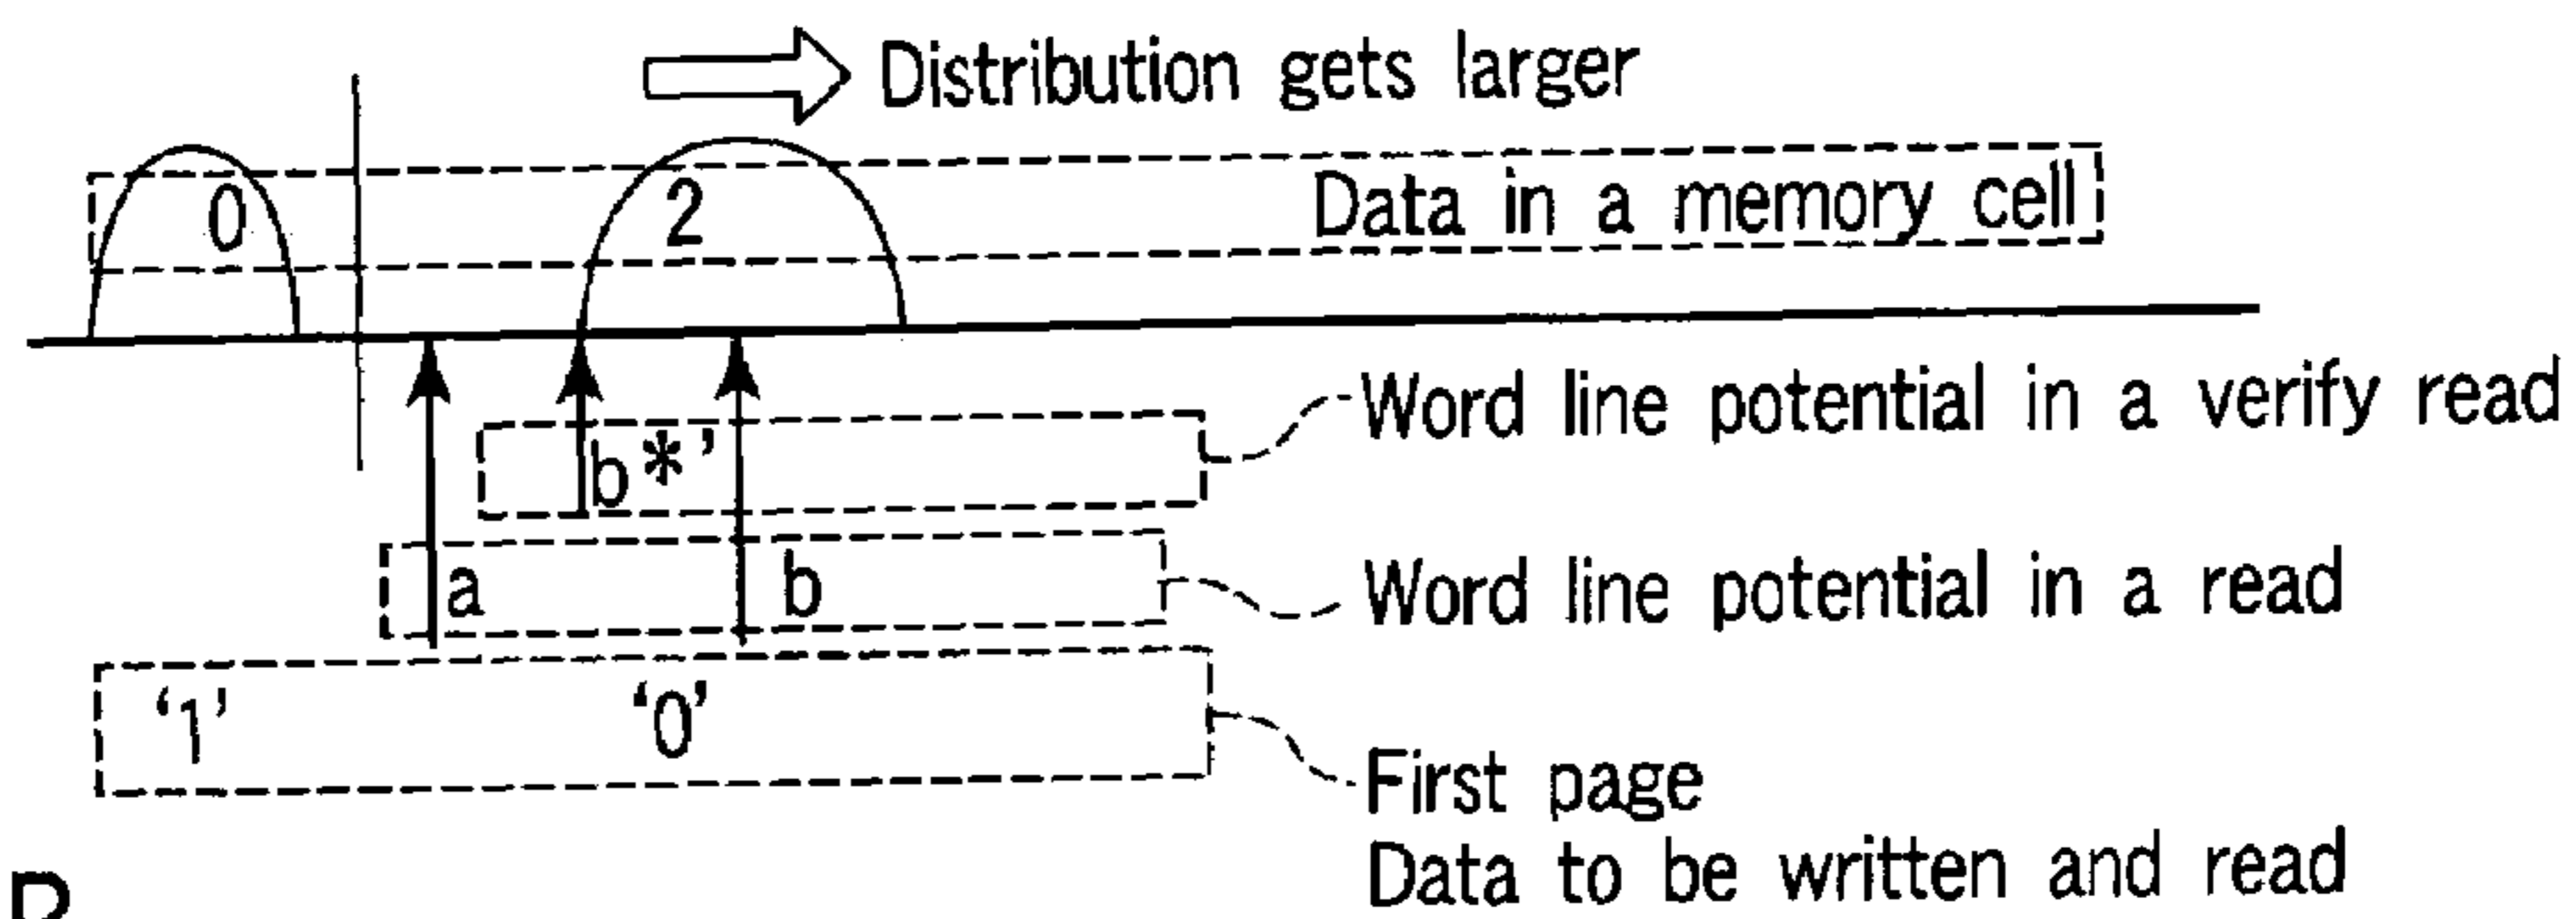 Distribution gets larger
0 2 Data in a memory cell
b*’ Word line potential in a verify read
a b Word line potential in a read
‘1’ ‘0’
First page
Data to be written and read